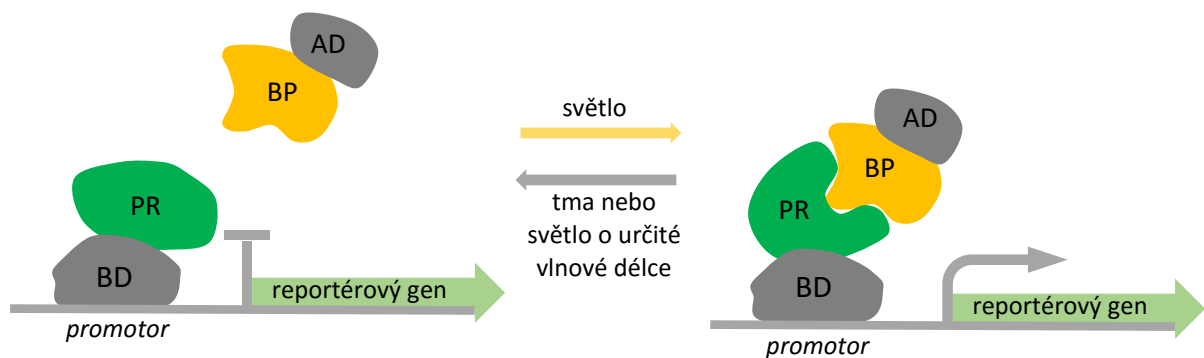 AD
BP
PR
BD
reportérový gen
promotor
světlo
tma nebo
světlo o určité
vlnové délce
AD
BP
PR
BD
reportérový gen
promotor